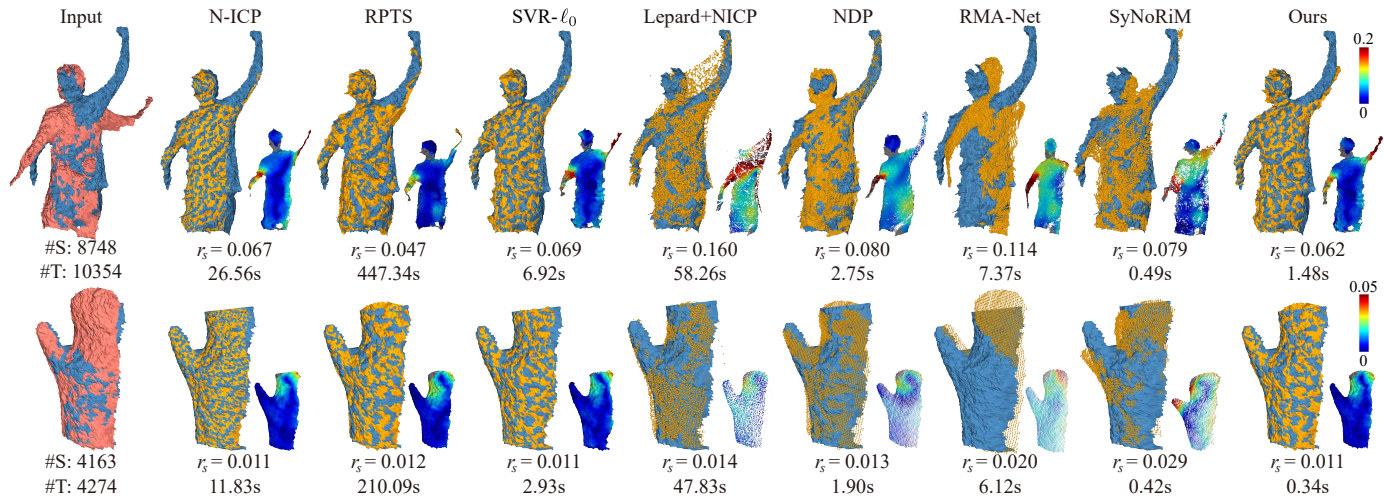 Input N-ICP RPTS SVR-ℓ₀ Lepard+NICP NDP RMA-Net SyNoRiM Ours
0.2
0
#S: 8748 rₛ = 0.067 rₛ = 0.047 rₛ = 0.069 rₛ = 0.160 rₛ = 0.080 rₛ = 0.114 rₛ = 0.079 rₛ = 0.062
#T: 10354 26.56s 447.34s 6.92s 58.26s 2.75s 7.37s 0.49s 1.48s
0.05
0
#S: 4163 rₛ = 0.011 rₛ = 0.012 rₛ = 0.011 rₛ = 0.014 rₛ = 0.013 rₛ = 0.020 rₛ = 0.029 rₛ = 0.011
#T: 4274 11.83s 210.09s 2.93s 47.83s 1.90s 6.12s 0.42s 0.34s